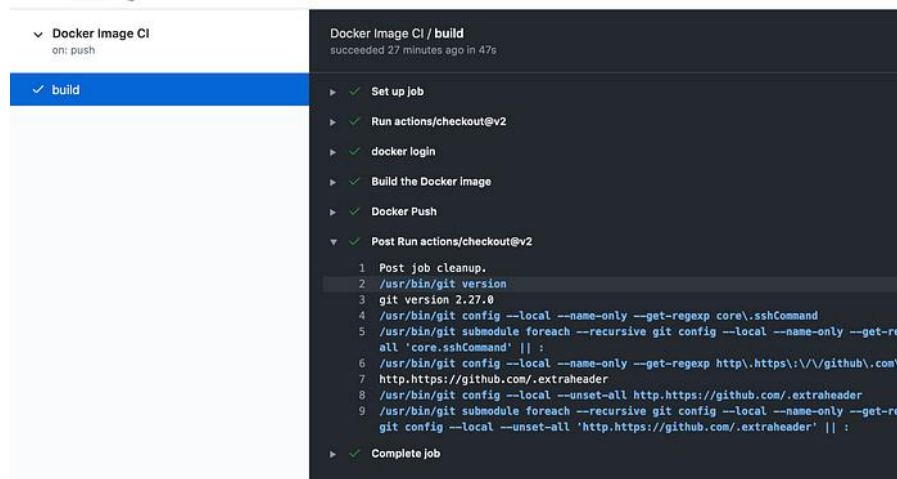 Docker Image CI
on: push
build
Docker Image CI / build
succeeded 27 minutes ago in 47s
Set up job
Run actions/checkout@v2
docker login
Build the Docker image
Docker Push
Post Run actions/checkout@v2
1 Post job cleanup.
2 /usr/bin/git version
3 git version 2.27.0
4 /usr/bin/git config --local --name-only --get-regexp core\.sshCommand
5 /usr/bin/git submodule foreach --recursive git config --local --name-only --get-re
all 'core.sshCommand' || :
6 /usr/bin/git config --local --name-only --get-regexp http\.https\:\/\/github\.com\
7 http.https://github.com/.extraheader
8 /usr/bin/git config --local --unset-all http.https://github.com/.extraheader
9 /usr/bin/git submodule foreach --recursive git config --local --name-only --get-re
git config --local --unset-all 'http.https://github.com/.extraheader' || :
Complete job